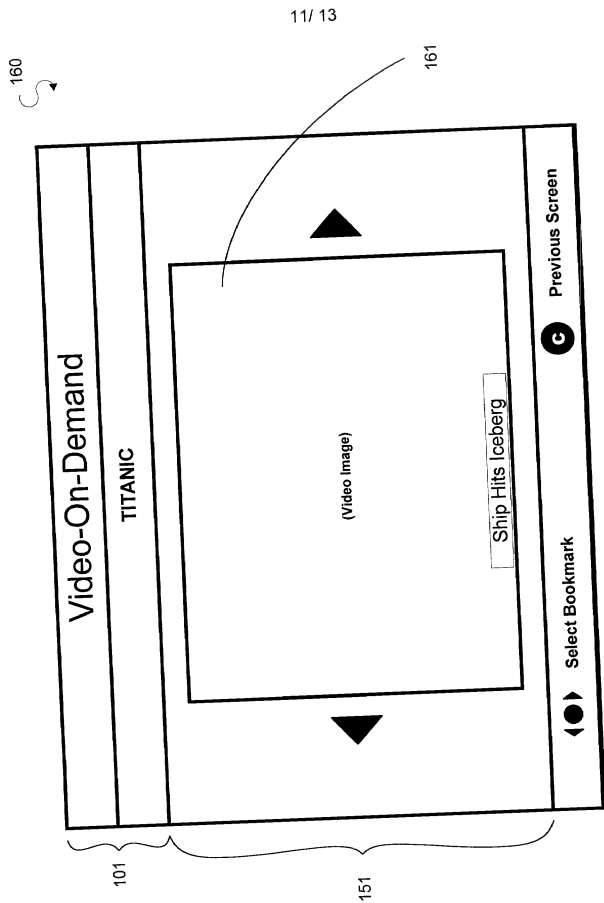 11/ 13
160
161
Video-On-Demand
TITANIC
(Video Image)
Ship Hits Iceberg
Select Bookmark
C Previous Screen
101
151